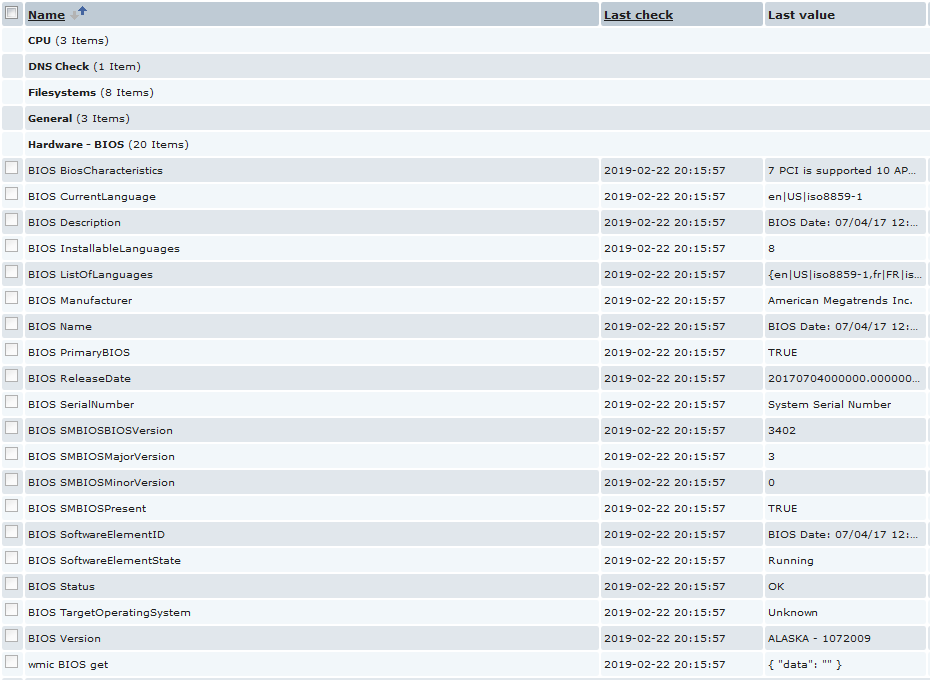 Name Last check Last value
CPU (3 Items)
DNS Check (1 Item)
Filesystems (8 Items)
General (3 Items)
Hardware - BIOS (20 Items)
BIOS BiosCharacteristics 2019-02-22 20:15:57 7 PCI is supported 10 AP...
BIOS CurrentLanguage 2019-02-22 20:15:57 en|US|iso8859-1
BIOS Description 2019-02-22 20:15:57 BIOS Date: 07/04/17 12:...
BIOS InstallableLanguages 2019-02-22 20:15:57 8
BIOS ListOfLanguages 2019-02-22 20:15:57 {en|US|iso8859-1,fr|FR|is...
BIOS Manufacturer 2019-02-22 20:15:57 American Megatrends Inc.
BIOS Name 2019-02-22 20:15:57 BIOS Date: 07/04/17 12:...
BIOS PrimaryBIOS 2019-02-22 20:15:57 TRUE
BIOS ReleaseDate 2019-02-22 20:15:57 20170704000000.000000...
BIOS SerialNumber 2019-02-22 20:15:57 System Serial Number
BIOS SMBIOSBIOSVersion 2019-02-22 20:15:57 3402
BIOS SMBIOSMajorVersion 2019-02-22 20:15:57 3
BIOS SMBIOSMinorVersion 2019-02-22 20:15:57 0
BIOS SMBIOSPresent 2019-02-22 20:15:57 TRUE
BIOS SoftwareElementID 2019-02-22 20:15:57 BIOS Date: 07/04/17 12:...
BIOS SoftwareElementState 2019-02-22 20:15:57 Running
BIOS Status 2019-02-22 20:15:57 OK
BIOS TargetOperatingSystem 2019-02-22 20:15:57 Unknown
BIOS Version 2019-02-22 20:15:57 ALASKA - 1072009
wmic BIOS get 2019-02-22 20:15:57 { "data": "" }